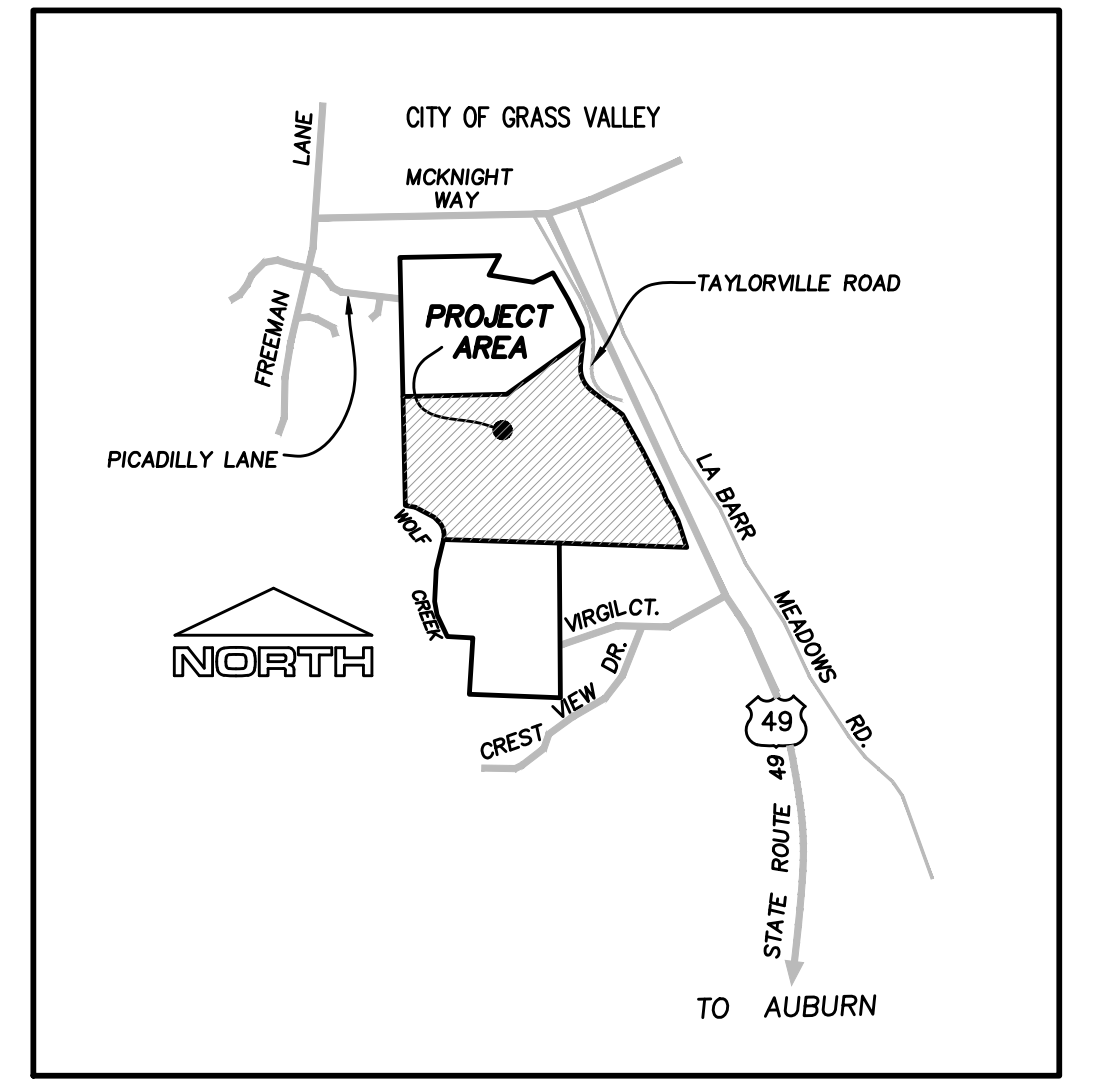 CITY OF GRASS VALLEY
LANE
MCKNIGHT
WAY
TAYLORVILLE ROAD
FREEMAN
PROJECT
AREA
PICADILLY LANE
LA BARR
WOLF
MEADOWS
CREEK
VIRGIL CT.
NORTH
DR.
VIEW
CREST
RD.
49
STATE ROUTE 49
TO AUBURN